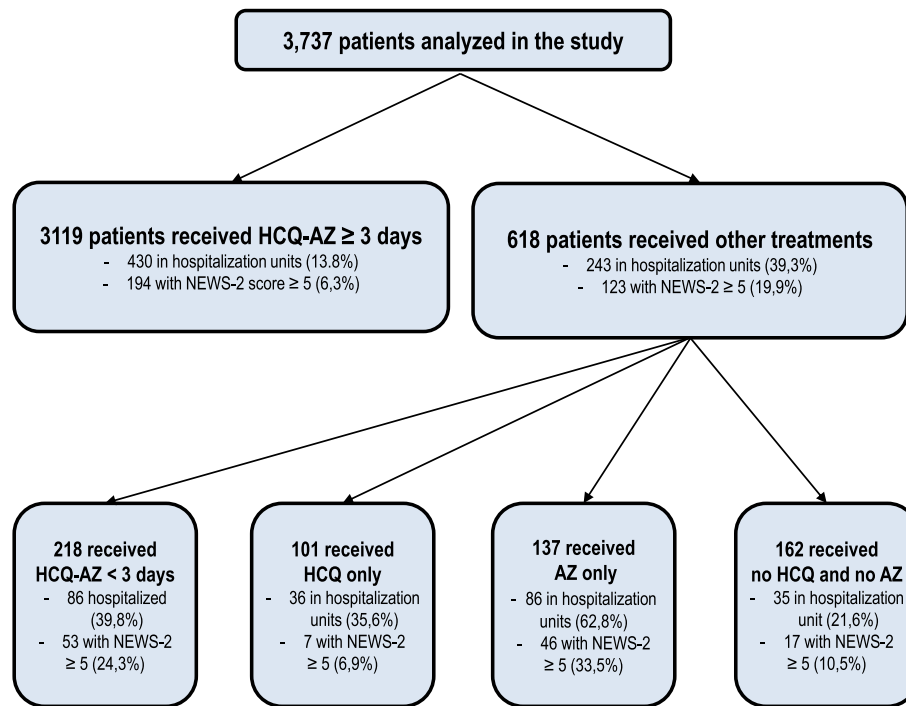 3,737 patients analyzed in the study
3119 patients received HCQ-AZ ≥ 3 days
- 430 in hospitalization units (13.8%)
- 194 with NEWS-2 score ≥ 5 (6,3%)
618 patients received other treatments
- 243 in hospitalization units (39,3%)
- 123 with NEWS-2 ≥ 5 (19,9%)
218 received
HCQ-AZ < 3 days
- 86 hospitalized
(39,8%)
- 53 with NEWS-2
≥ 5 (24,3%)
101 received
HCQ only
- 36 in hospitalization
units (35,6%)
- 7 with NEWS-2
≥ 5 (6,9%)
137 received
AZ only
- 86 in hospitalization
units (62,8%)
- 46 with NEWS-2
≥ 5 (33,5%)
162 received
no HCQ and no AZ
- 35 in hospitalization
unit (21,6%)
- 17 with NEWS-2
≥ 5 (10,5%)